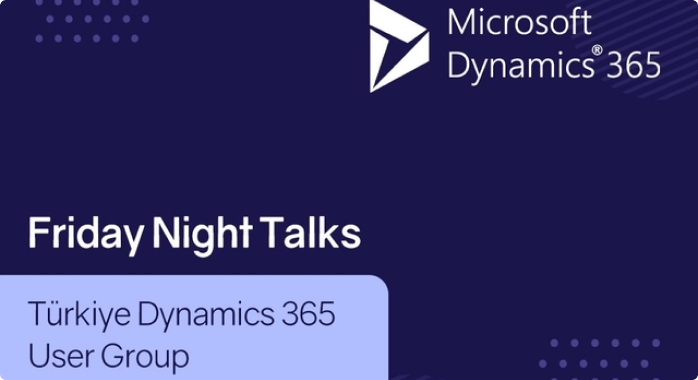 Microsoft
Dynamics® 365
Friday Night Talks
Türkiye Dynamics 365
User Group